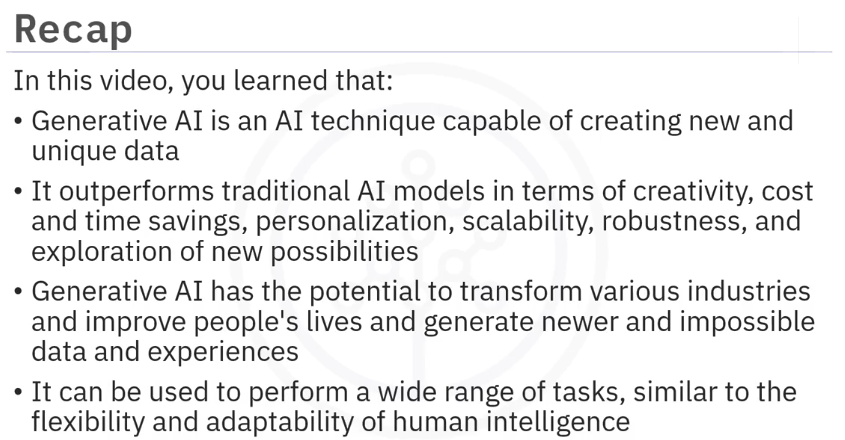 Recap
In this video, you learned that:
• Generative AI is an AI technique capable of creating new and
unique data
• It outperforms traditional AI models in terms of creativity, cost
and time savings, personalization, scalability, robustness, and
exploration of new possibilities
• Generative AI has the potential to transform various industries
and improve people's lives and generate newer and impossible
data and experiences
• It can be used to perform a wide range of tasks, similar to the
flexibility and adaptability of human intelligence